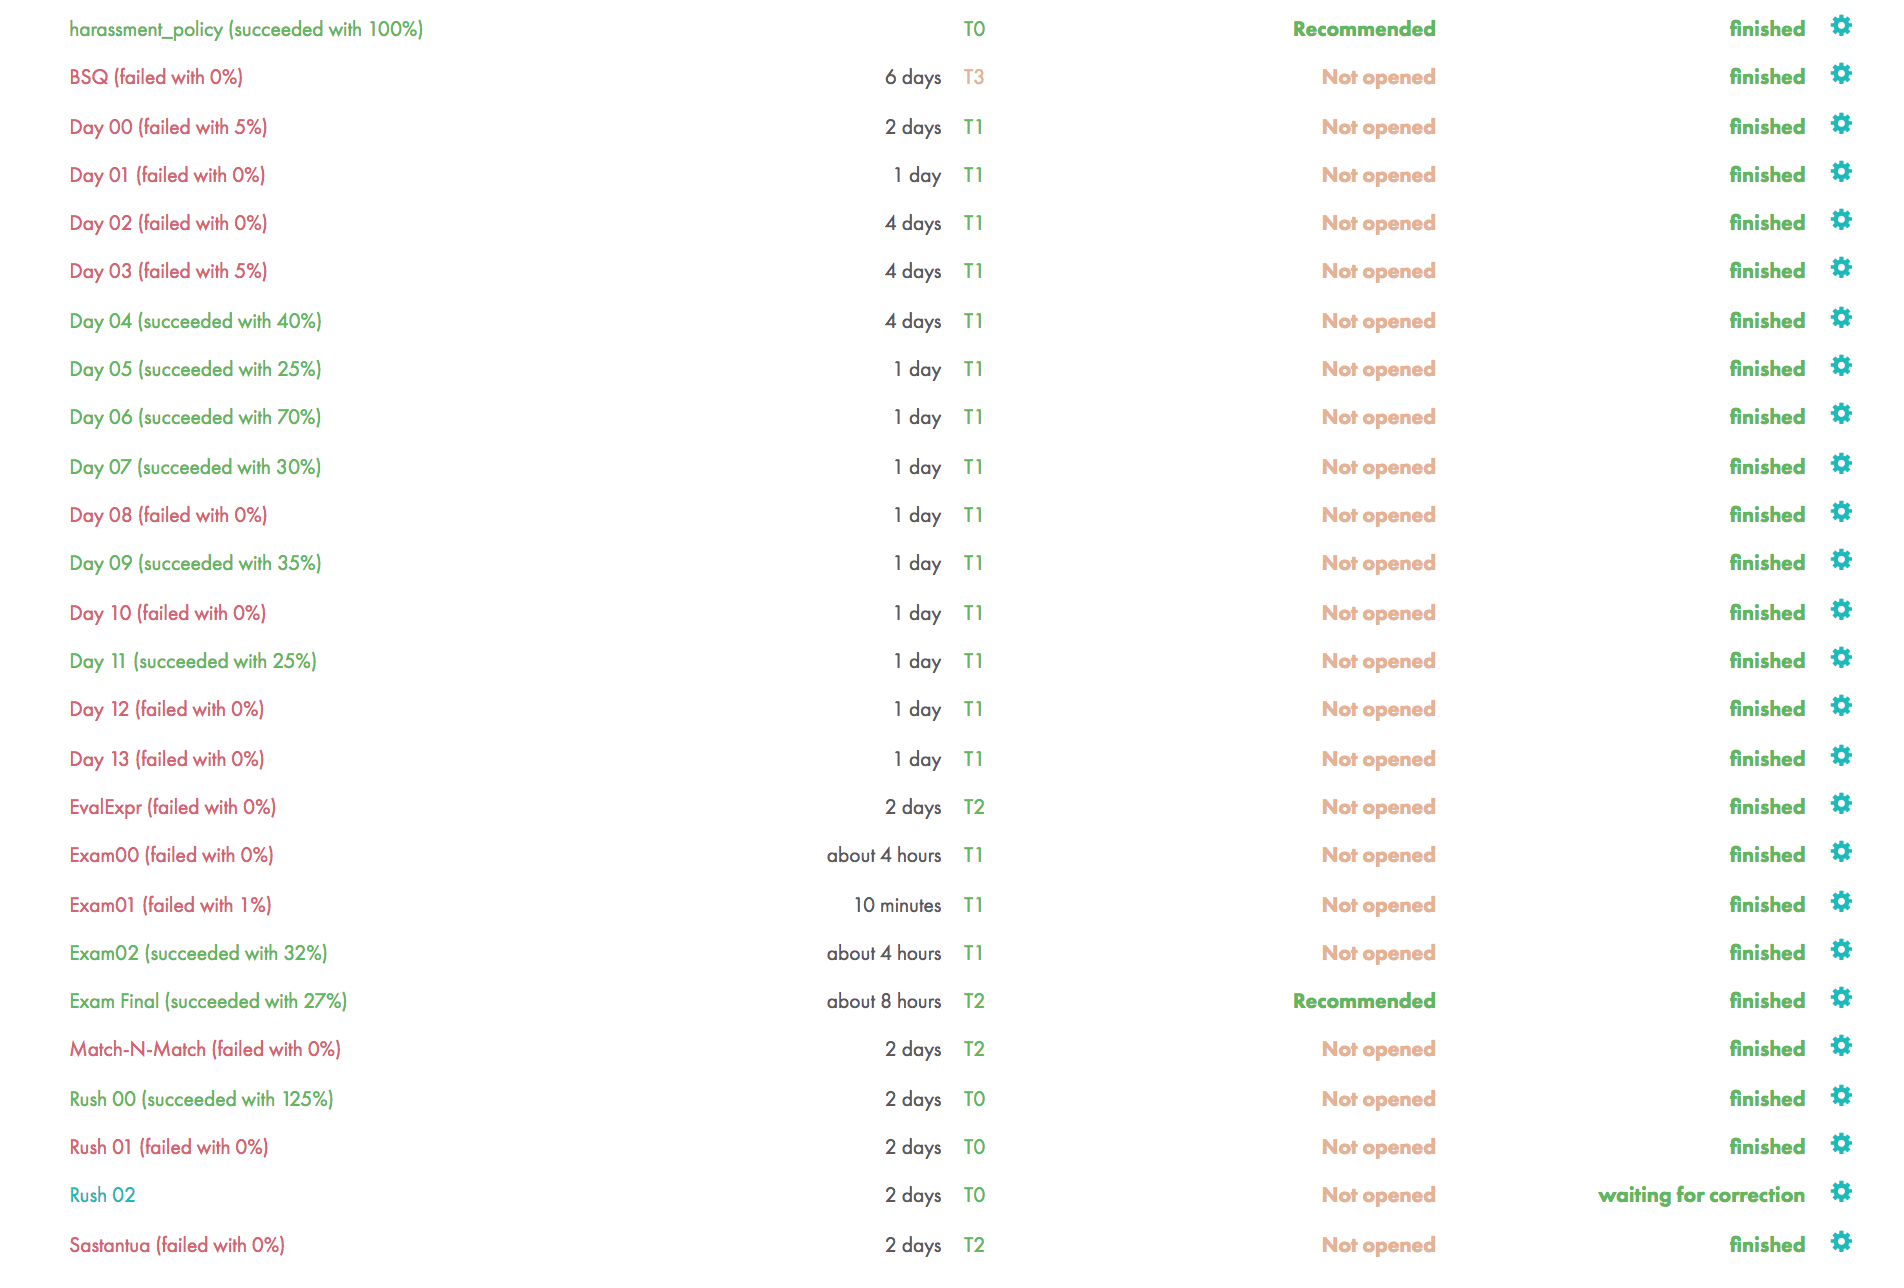 harassment_policy (succeeded with 100%) T0 Recommended finished
BSQ (failed with 0%) 6 days T3 Not opened finished
Day 00 (failed with 5%) 2 days T1 Not opened finished
Day 01 (failed with 0%) 1 day T1 Not opened finished
Day 02 (failed with 0%) 4 days T1 Not opened finished
Day 03 (failed with 5%) 4 days T1 Not opened finished
Day 04 (succeeded with 40%) 4 days T1 Not opened finished
Day 05 (succeeded with 25%) 1 day T1 Not opened finished
Day 06 (succeeded with 70%) 1 day T1 Not opened finished
Day 07 (succeeded with 30%) 1 day T1 Not opened finished
Day 08 (failed with 0%) 1 day T1 Not opened finished
Day 09 (succeeded with 35%) 1 day T1 Not opened finished
Day 10 (failed with 0%) 1 day T1 Not opened finished
Day 11 (succeeded with 25%) 1 day T1 Not opened finished
Day 12 (failed with 0%) 1 day T1 Not opened finished
Day 13 (failed with 0%) 1 day T1 Not opened finished
EvalExpr (failed with 0%) 2 days T2 Not opened finished
Exam00 (failed with 0%) about 4 hours T1 Not opened finished
Exam01 (failed with 1%) 10 minutes T1 Not opened finished
Exam02 (succeeded with 32%) about 4 hours T1 Not opened finished
Exam Final (succeeded with 27%) about 8 hours T2 Recommended finished
Match-N-Match (failed with 0%) 2 days T2 Not opened finished
Rush 00 (succeeded with 125%) 2 days T0 Not opened finished
Rush 01 (failed with 0%) 2 days T0 Not opened finished
Rush 02 2 days T0 Not opened waiting for correction
Sastantua (failed with 0%) 2 days T2 Not opened finished